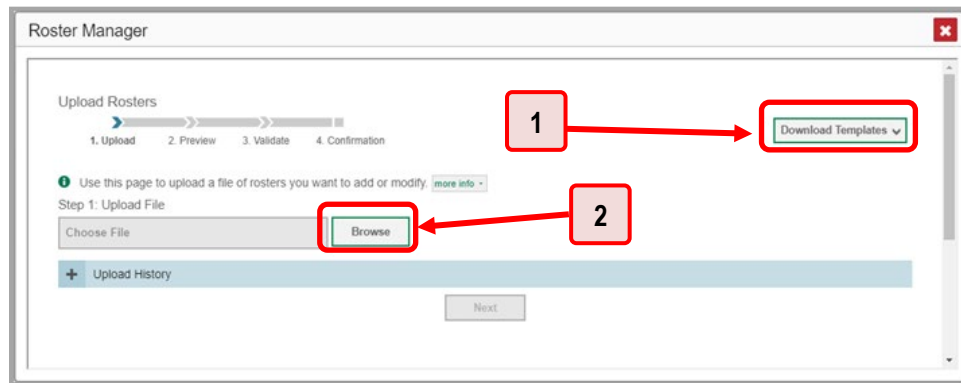 Roster Manager
Upload Rosters
1
Download Templates
1. Upload 2. Preview 3. Validate 4. Confirmation
Use this page to upload a file of rosters you want to add or modify. more info
Step 1: Upload File
Choose File Browse
2
Upload History
Next